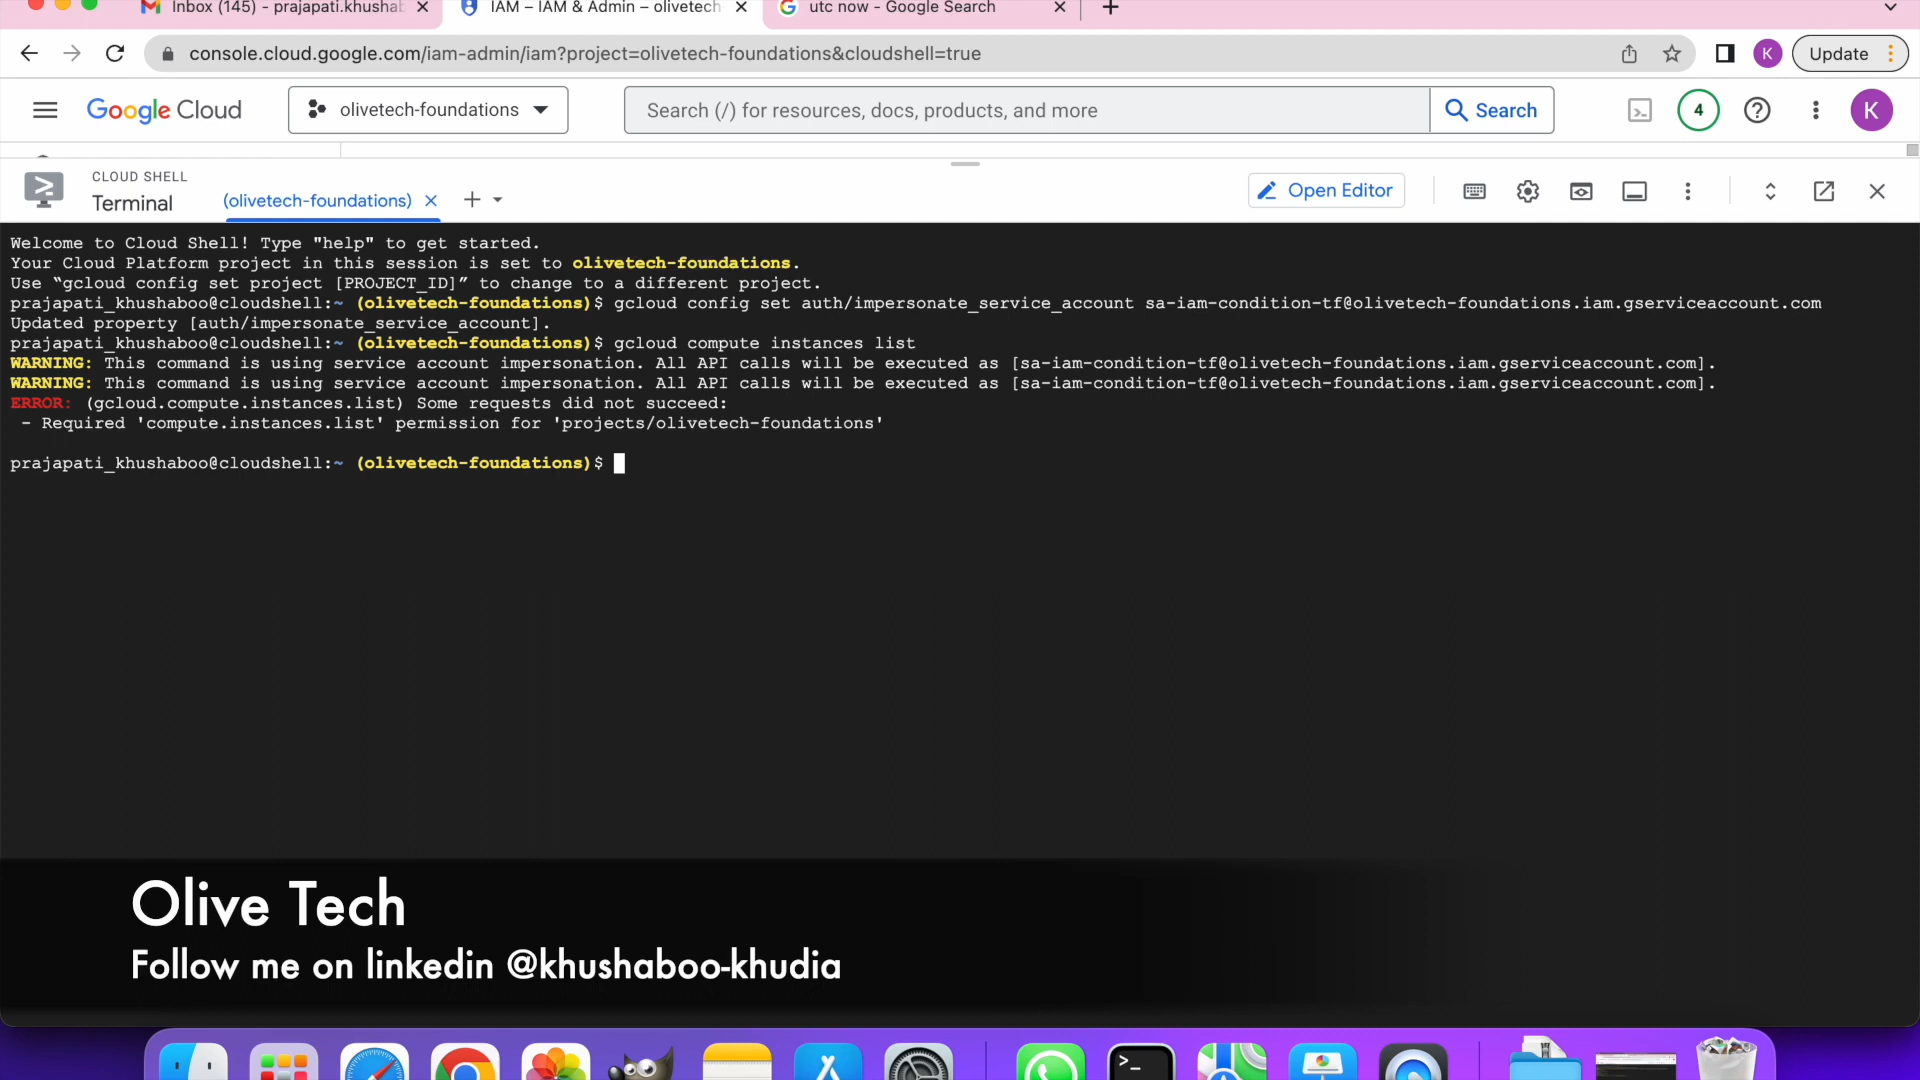 Inbox (145) - prajapati.khushab
IAM – IAM & Admin – olivetech
utc now - Google Search
console.cloud.google.com/iam-admin/iam?project=olivetech-foundations&cloudshell=true
K
Update
Google Cloud
olivetech-foundations
Search (/) for resources, docs, products, and more
Search
4
K
CLOUD SHELL
Terminal
(olivetech-foundations)
Open Editor
Welcome to Cloud Shell! Type "help" to get started.
Your Cloud Platform project in this session is set to olivetech-foundations.
Use “gcloud config set project [PROJECT_ID]” to change to a different project.
prajapati_khushaboo@cloudshell:~ (olivetech-foundations)$ gcloud config set auth/impersonate_service_account sa-iam-condition-tf@olivetech-foundations.iam.gserviceaccount.com
Updated property [auth/impersonate_service_account].
prajapati_khushaboo@cloudshell:~ (olivetech-foundations)$ gcloud compute instances list
WARNING: This command is using service account impersonation. All API calls will be executed as [sa-iam-condition-tf@olivetech-foundations.iam.gserviceaccount.com].
WARNING: This command is using service account impersonation. All API calls will be executed as [sa-iam-condition-tf@olivetech-foundations.iam.gserviceaccount.com].
ERROR: (gcloud.compute.instances.list) Some requests did not succeed:
 - Required 'compute.instances.list' permission for 'projects/olivetech-foundations'
prajapati_khushaboo@cloudshell:~ (olivetech-foundations)$
Olive Tech
Follow me on linkedin @khushaboo-khudia